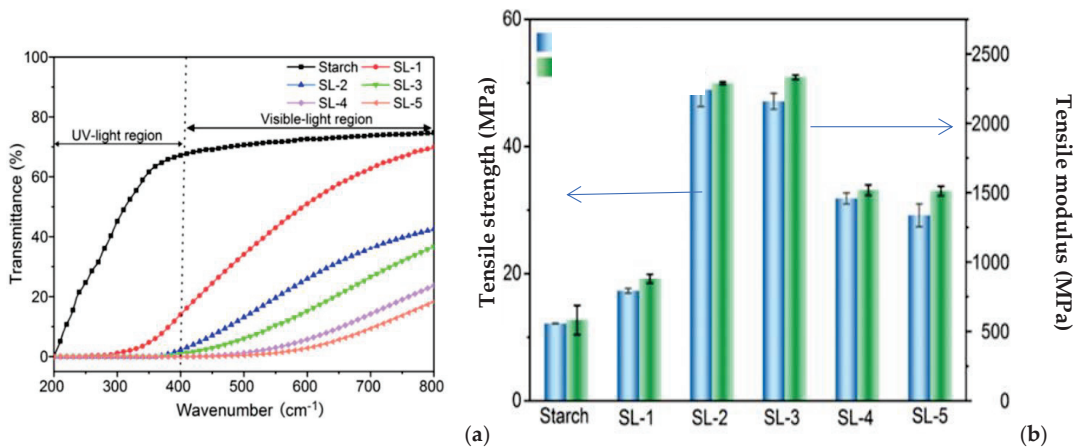 100
80
60
40
20
0
Transmittance (%)
Starch SL-1
SL-2 SL-3
SL-4 SL-5
UV-light region
Visible-light region
200 300 400 500 600 700 800
Wavenumber (cm⁻¹)
(a)
60
40
20
0
Tensile strength (MPa)
2500
2000
1500
1000
500
0
Tensile modulus (MPa)
Starch SL-1 SL-2 SL-3 SL-4 SL-5
(b)